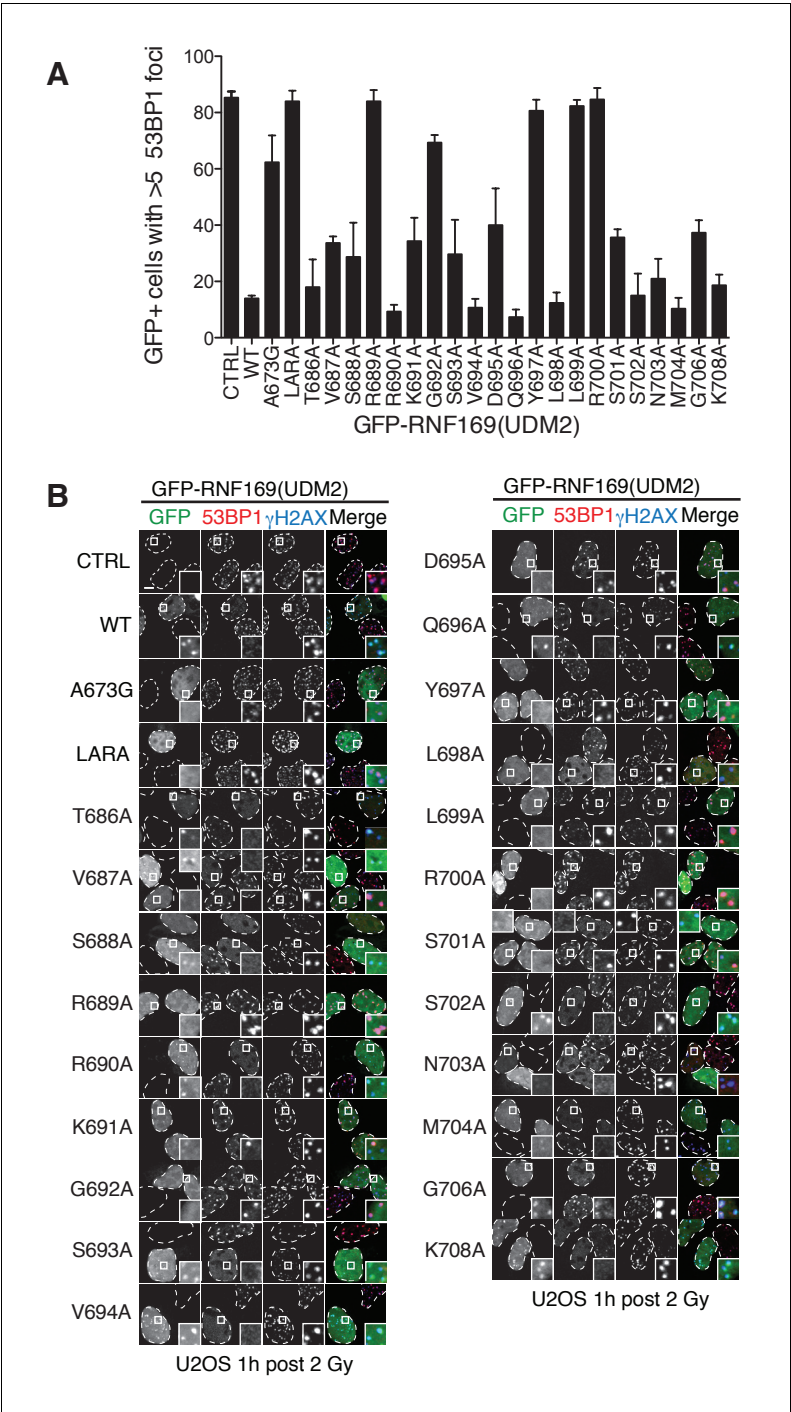 A
GFP+ cells with >5 53BP1 foci
100
80
60
40
20
0
CTRL
WT
A673G
LARA
T686A
V687A
S688A
R689A
R690A
K691A
G692A
S693A
V694A
D695A
Q696A
Y697A
L698A
L699A
R700A
S701A
S702A
N703A
M704A
G706A
K708A
GFP-RNF169(UDM2)
B
GFP-RNF169(UDM2)
GFP 53BP1 γH2AX Merge
CTRL
WT
A673G
LARA
T686A
V687A
S688A
R689A
R690A
K691A
G692A
S693A
V694A
U2OS 1h post 2 Gy
GFP-RNF169(UDM2)
GFP 53BP1 γH2AX Merge
D695A
Q696A
Y697A
L698A
L699A
R700A
S701A
S702A
N703A
M704A
G706A
K708A
U2OS 1h post 2 Gy